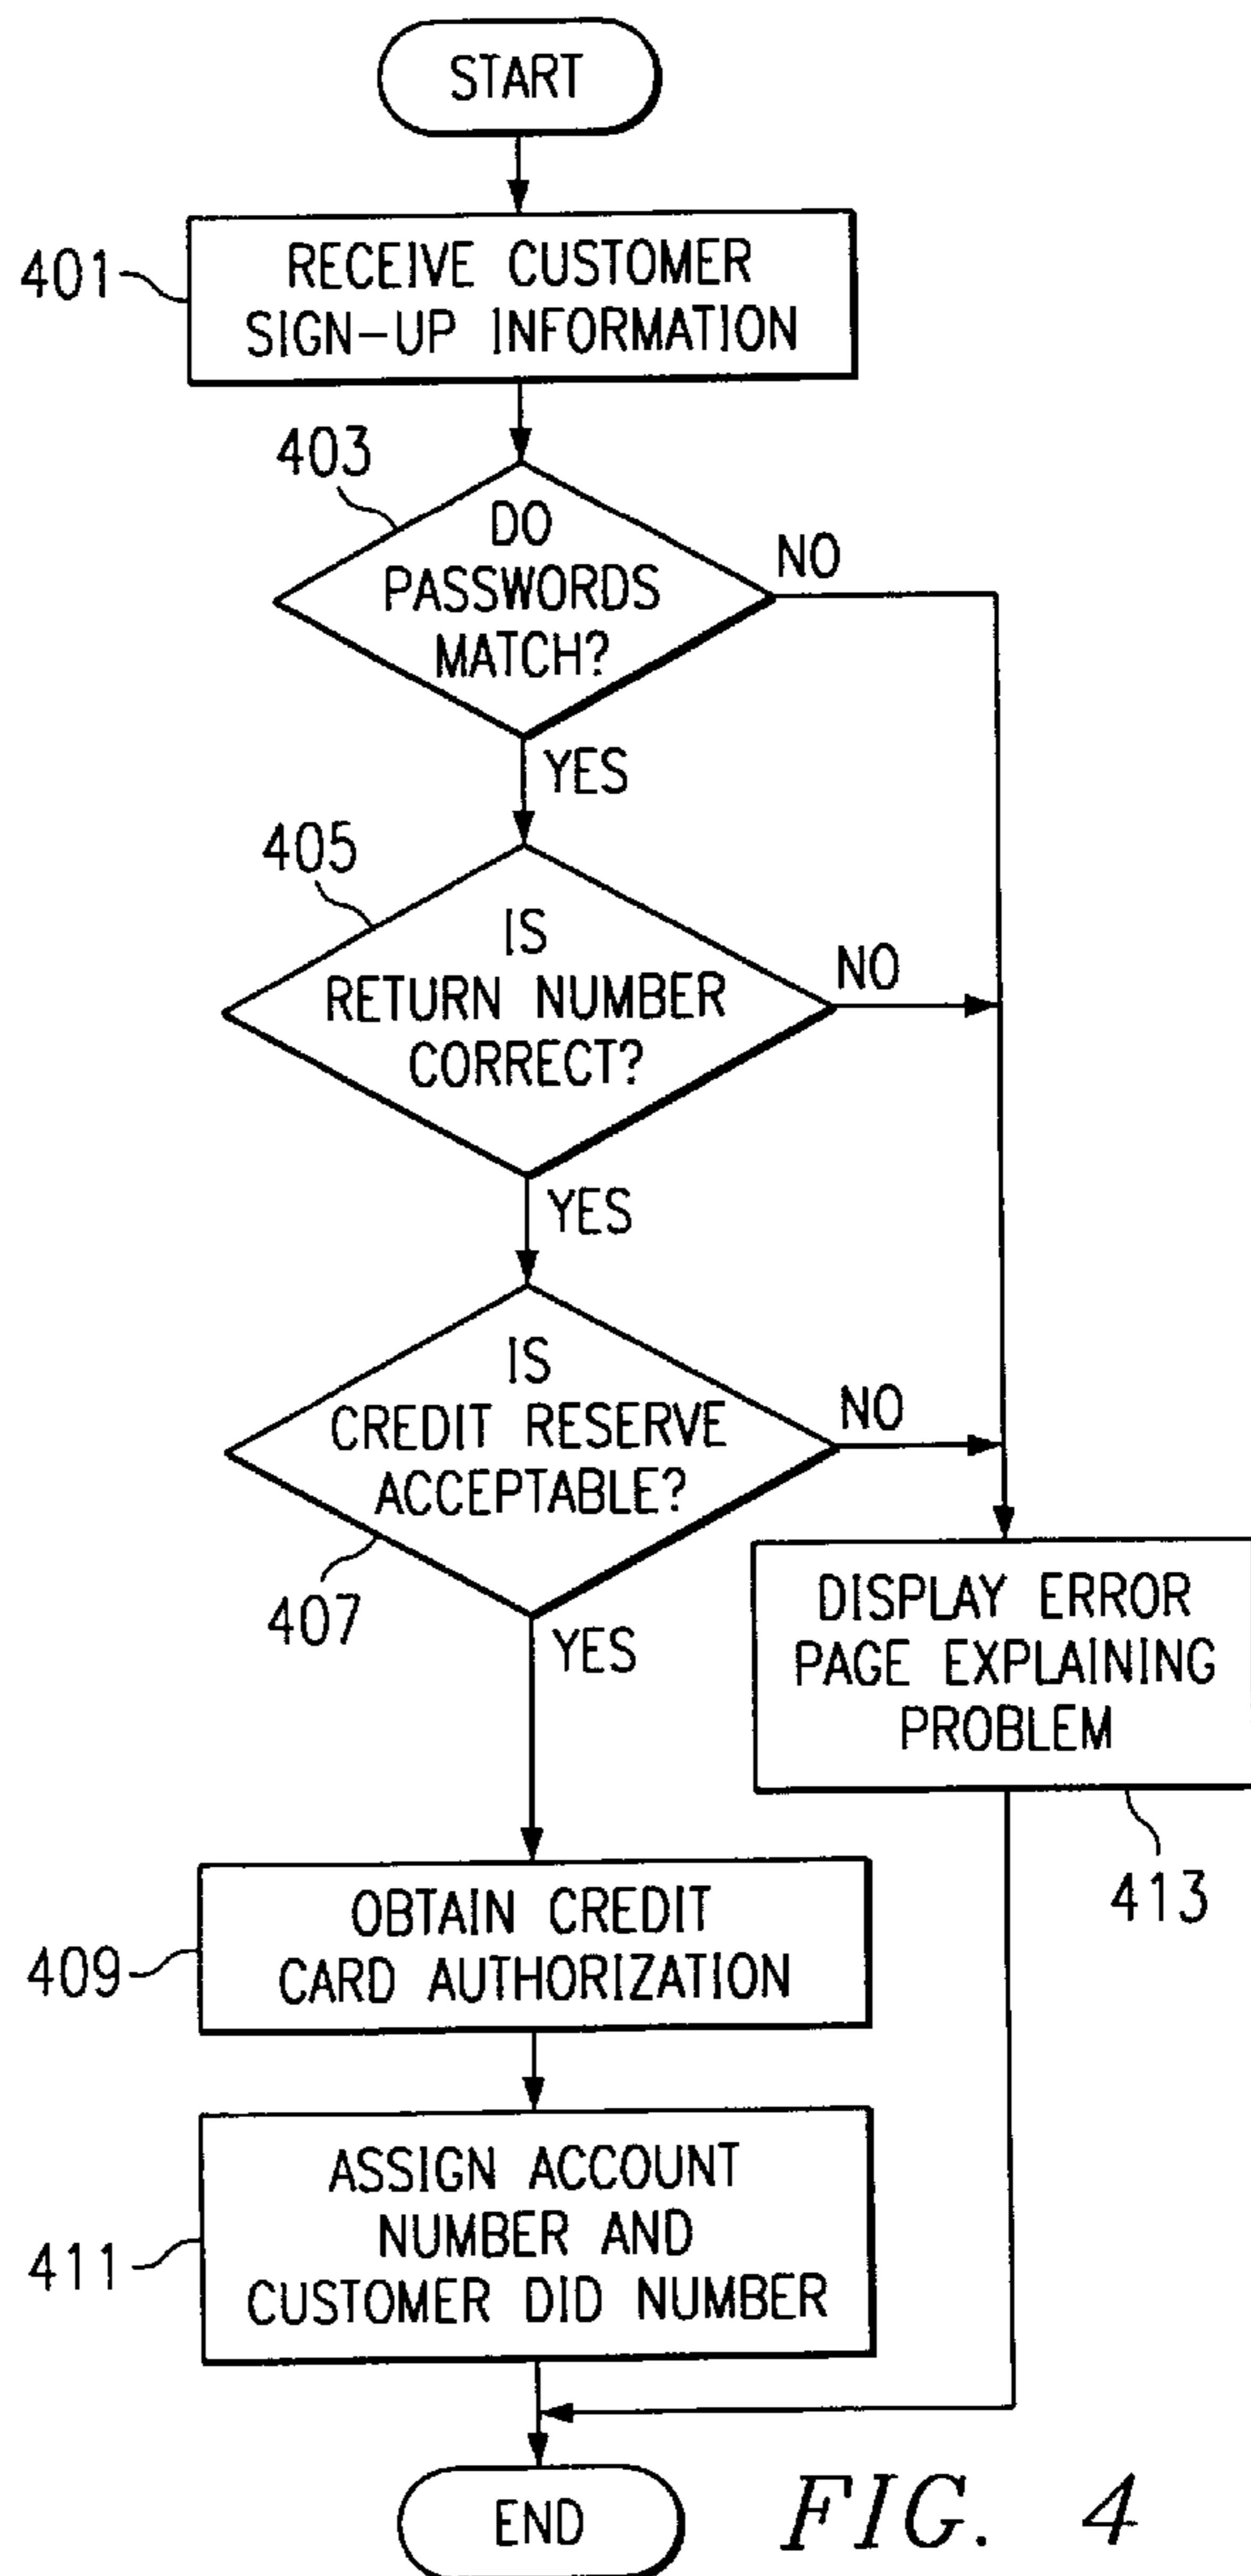 START
401
RECEIVE CUSTOMER
SIGN-UP INFORMATION
403
DO
PASSWORDS
MATCH?
NO
YES
405
IS
RETURN NUMBER
CORRECT?
NO
YES
IS
CREDIT RESERVE
ACCEPTABLE?
NO
407
YES
DISPLAY ERROR
PAGE EXPLAINING
PROBLEM
413
409
OBTAIN CREDIT
CARD AUTHORIZATION
411
ASSIGN ACCOUNT
NUMBER AND
CUSTOMER DID NUMBER
END
FIG. 4